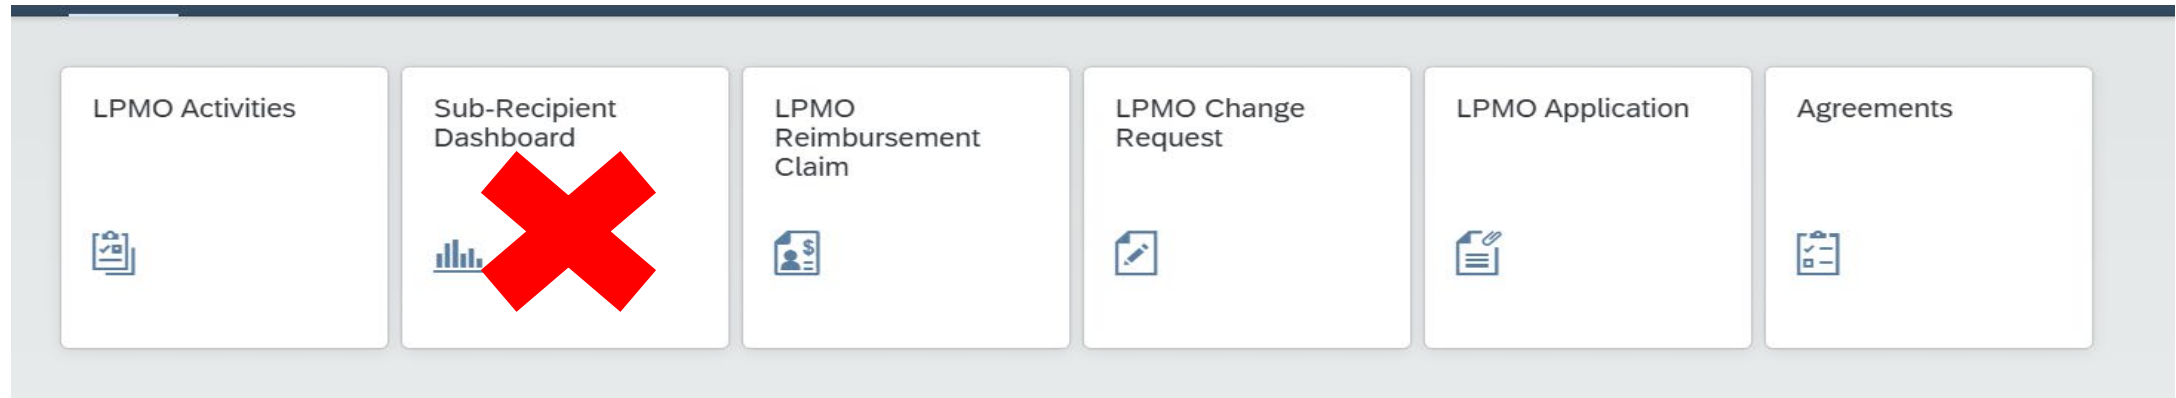 LPMO Activities
Sub-Recipient
Dashboard
LPMO
Reimbursement
Claim
LPMO Change
Request
LPMO Application
Agreements